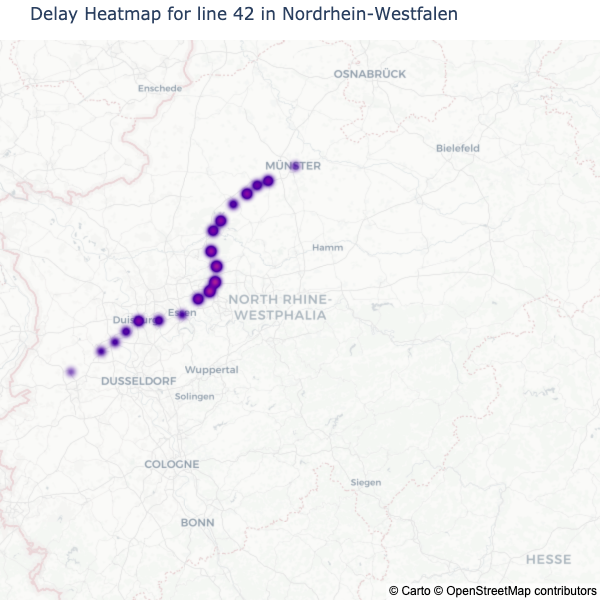 Delay Heatmap for line 42 in Nordrhein-Westfalen
OSNABRÜCK
Enschede
Bielefeld
MÜNSTER
Hamm
NORTH RHINE-
WESTPHALIA
Essen
Duisburg
Wuppertal
DUSSELDORF
Solingen
COLOGNE
Siegen
BONN
HESSE
© Carto © OpenStreetMap contributors